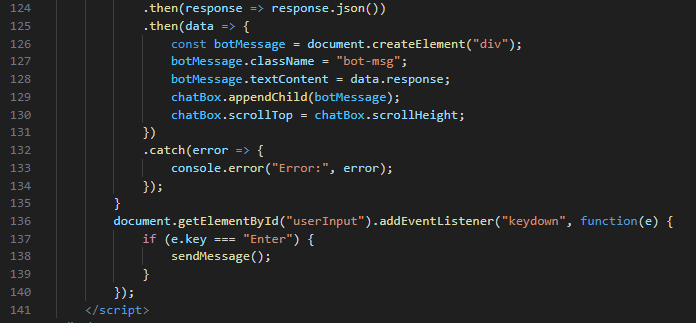 124 .then(response => response.json())
125 .then(data => {
126 const botMessage = document.createElement("div");
127 botMessage.className = "bot-msg";
128 botMessage.textContent = data.response;
129 chatBox.appendChild(botMessage);
130 chatBox.scrollTop = chatBox.scrollHeight;
131 })
132 .catch(error => {
133 console.error("Error:", error);
134 });
135 }
136 document.getElementById("userInput").addEventListener("keydown", function(e) {
137 if (e.key === "Enter") {
138 sendMessage();
139 }
140 });
141 </script>